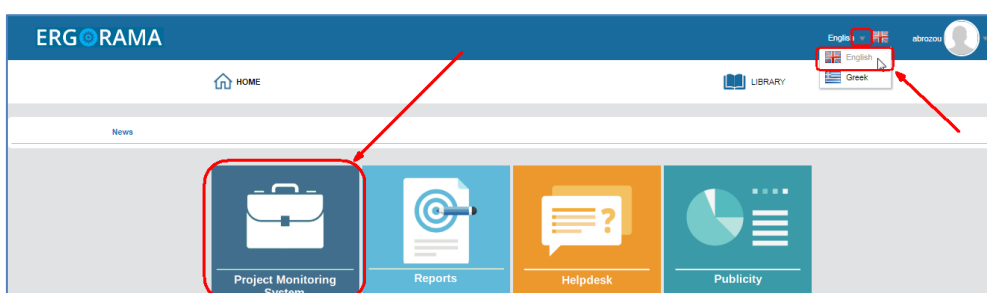 ERGORAMA
English
abrozou
English
Greek
HOME
LIBRARY
News
?
Project Monitoring
System
Reports
Helpdesk
Publicity